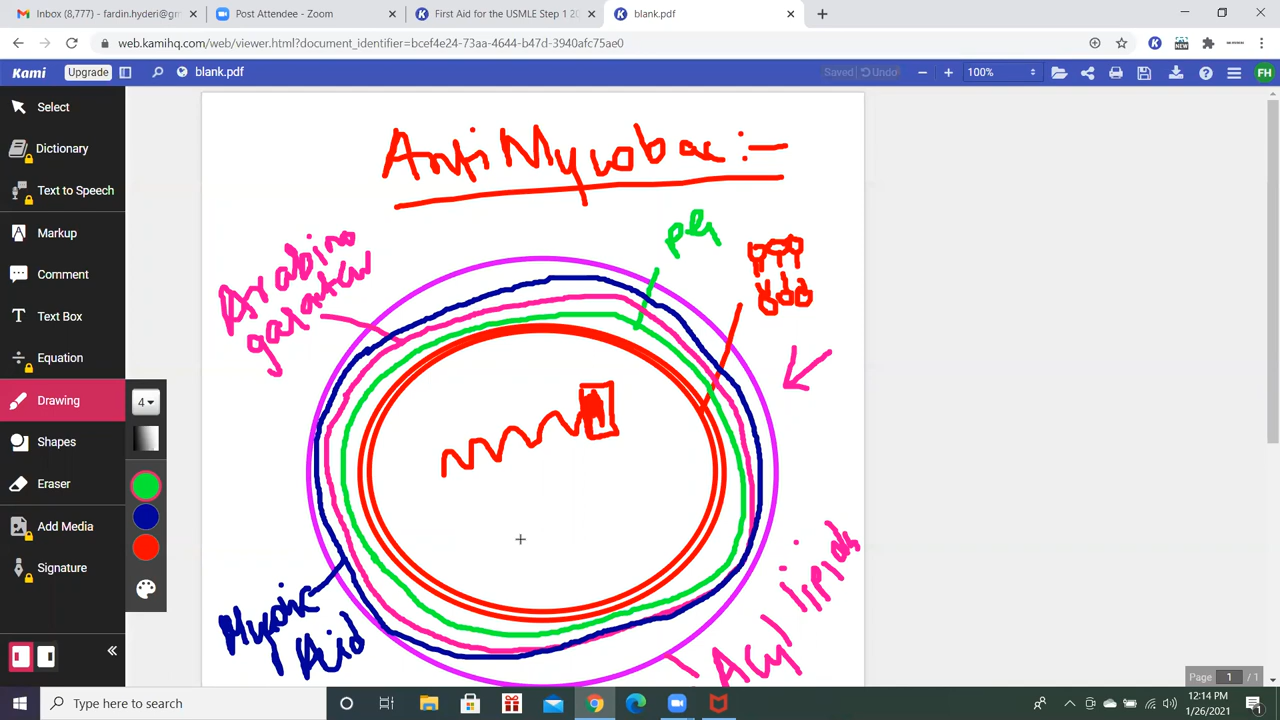 Inbox (8,777) - fardin.hyderi@gm
Post Attendee - Zoom
First Aid for the USMLE Step 1 20
blank.pdf
web.kamihq.com/web/viewer.html?document_identifier=bcef4e24-73aa-4644-b47d-3940afc75ae0
Kami
Upgrade
blank.pdf
Saved
Undo
100%
FH
Select
Dictionary
Text to Speech
Markup
Comment
Text Box
Equation
Drawing
Shapes
Eraser
Add Media
Signature
4
AntiMycobac :-
Arabino
galactan
Mycolic
Acid
Acyl lipids
Page 1 / 1
Type here to search
12:14 PM
1/26/2021